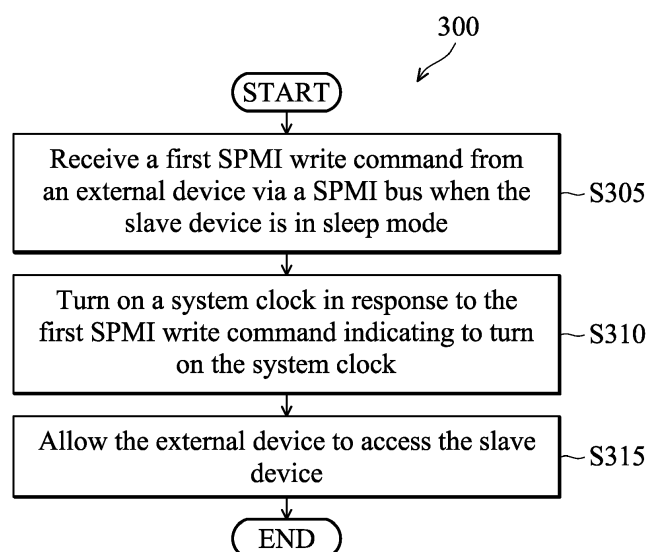 300
START
Receive a first SPMI write command from
an external device via a SPMI bus when the
slave device is in sleep mode
S305
Turn on a system clock in response to the
first SPMI write command indicating to turn
on the system clock
S310
Allow the external device to access the slave
device
S315
END